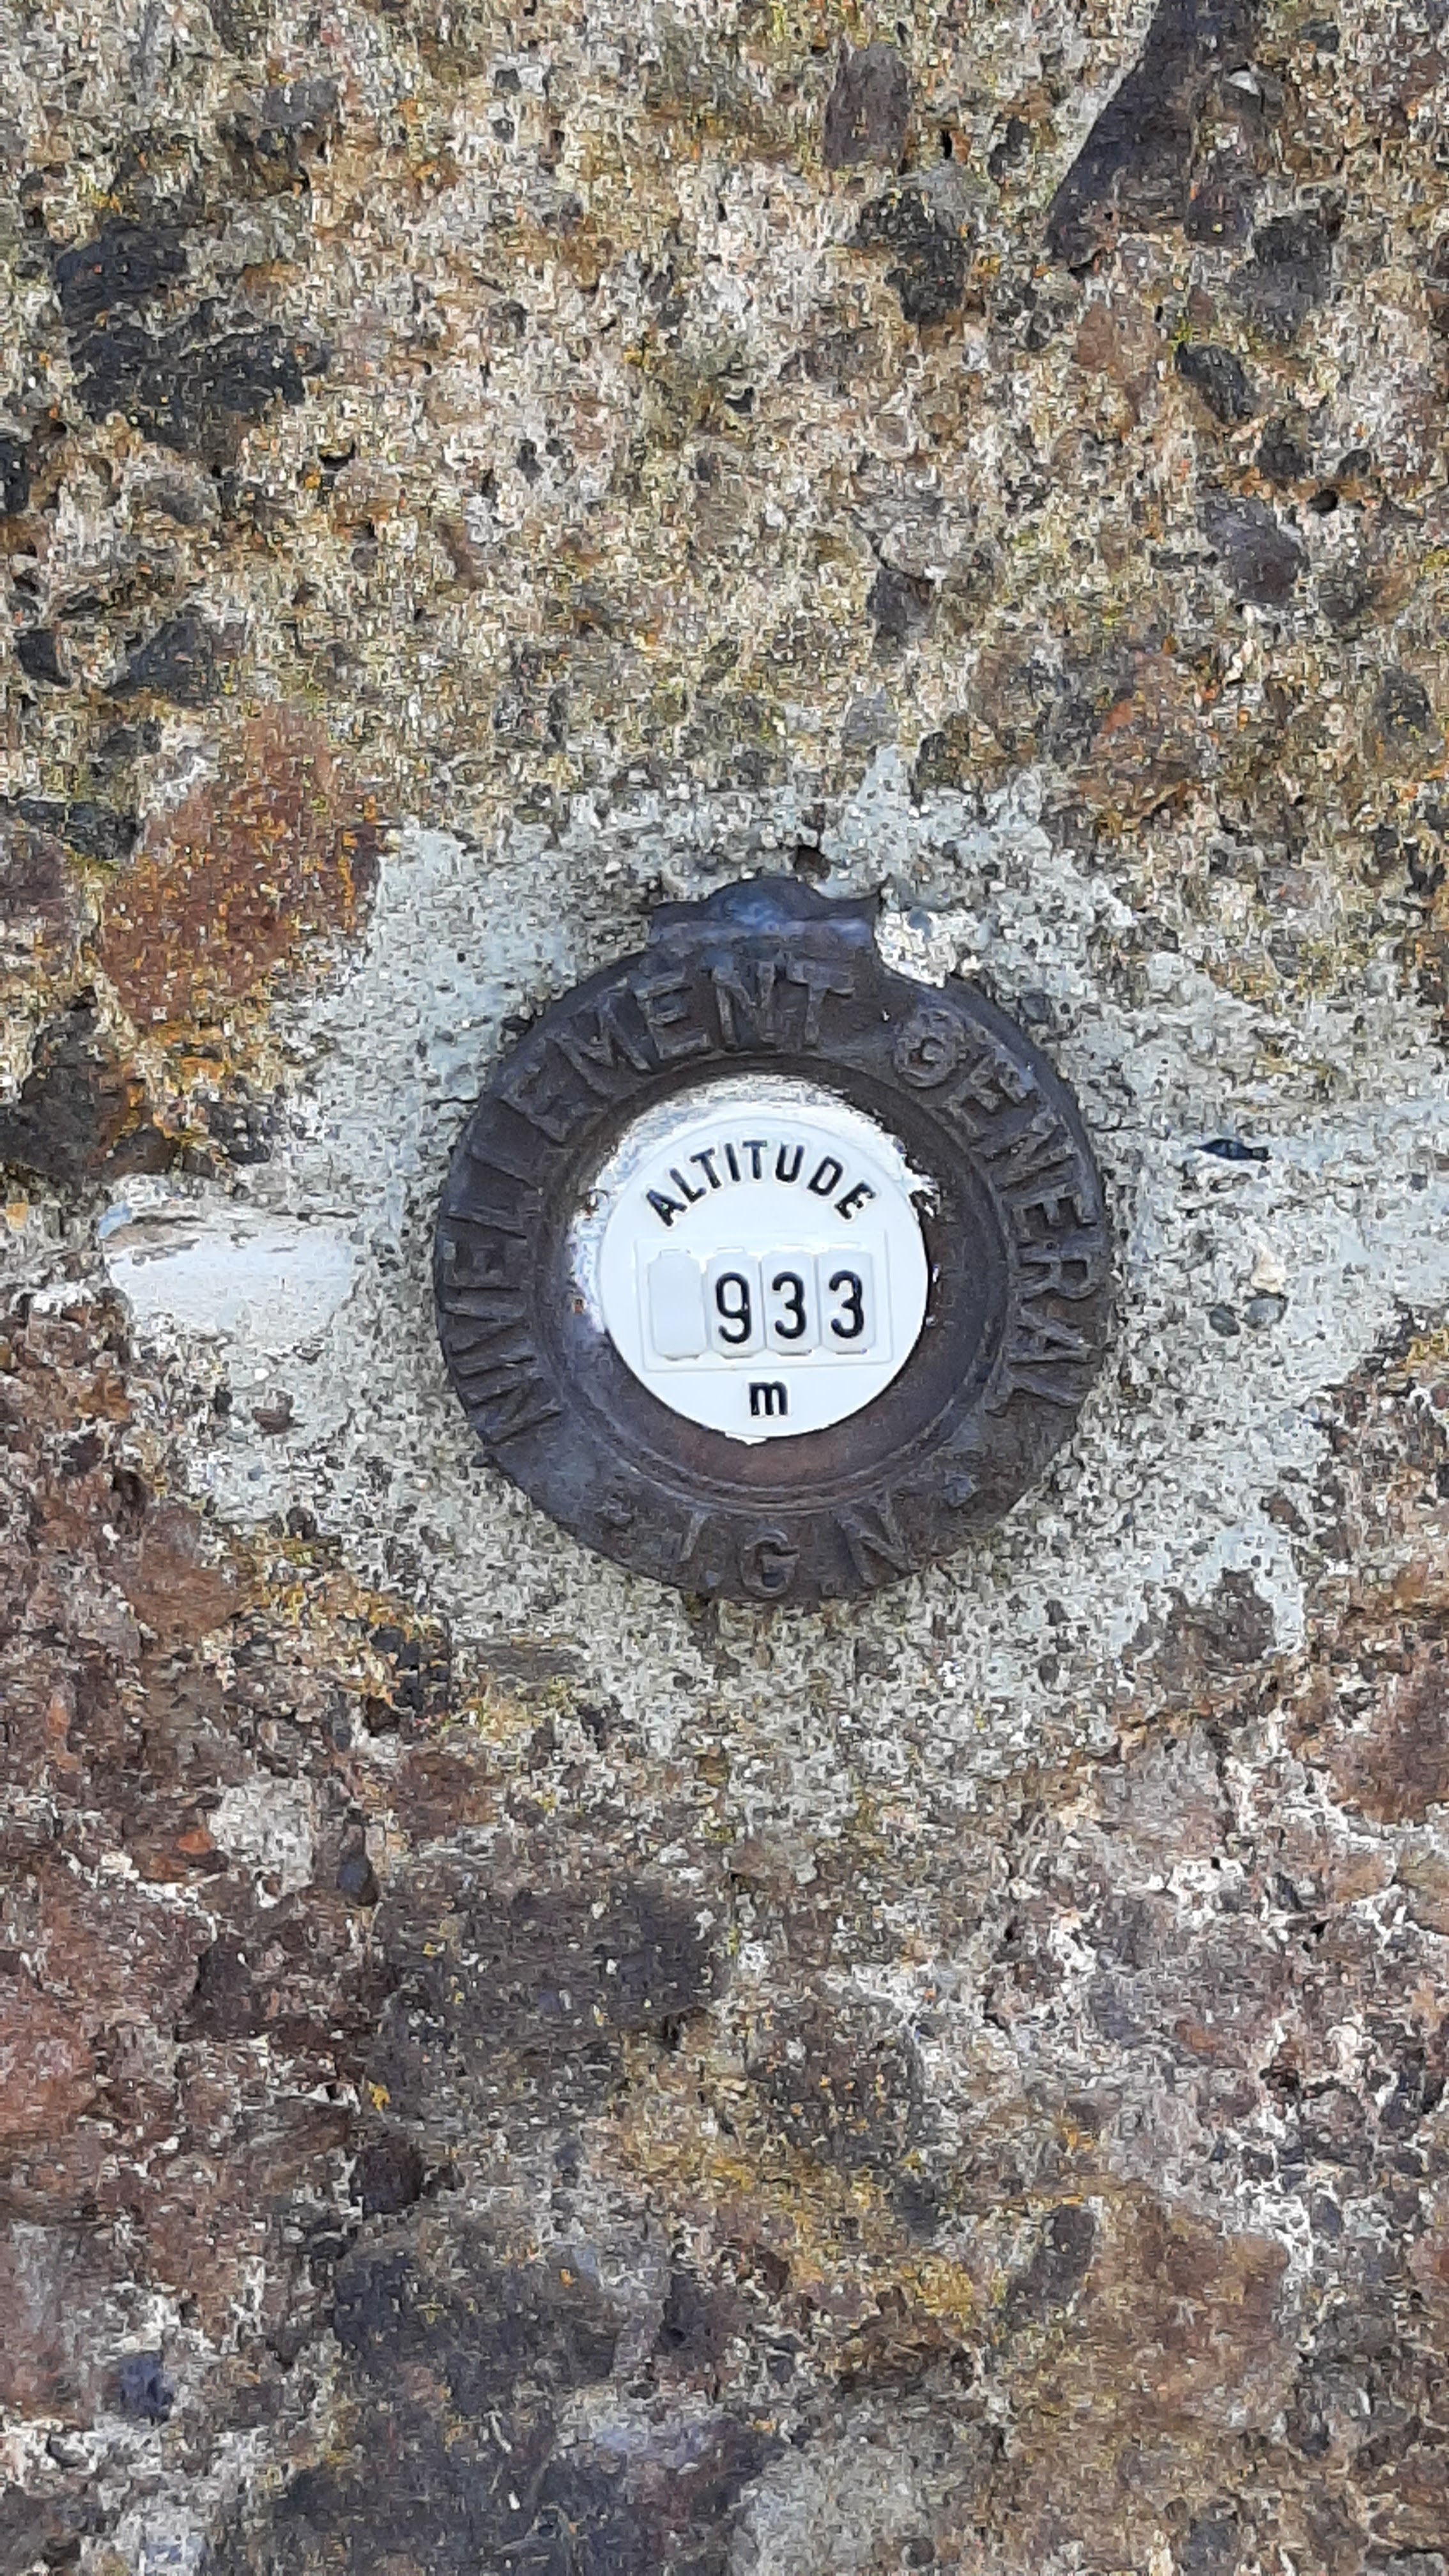 NIVELLEMENT GENERAL
ALTITUDE
933
m
I.G.N.